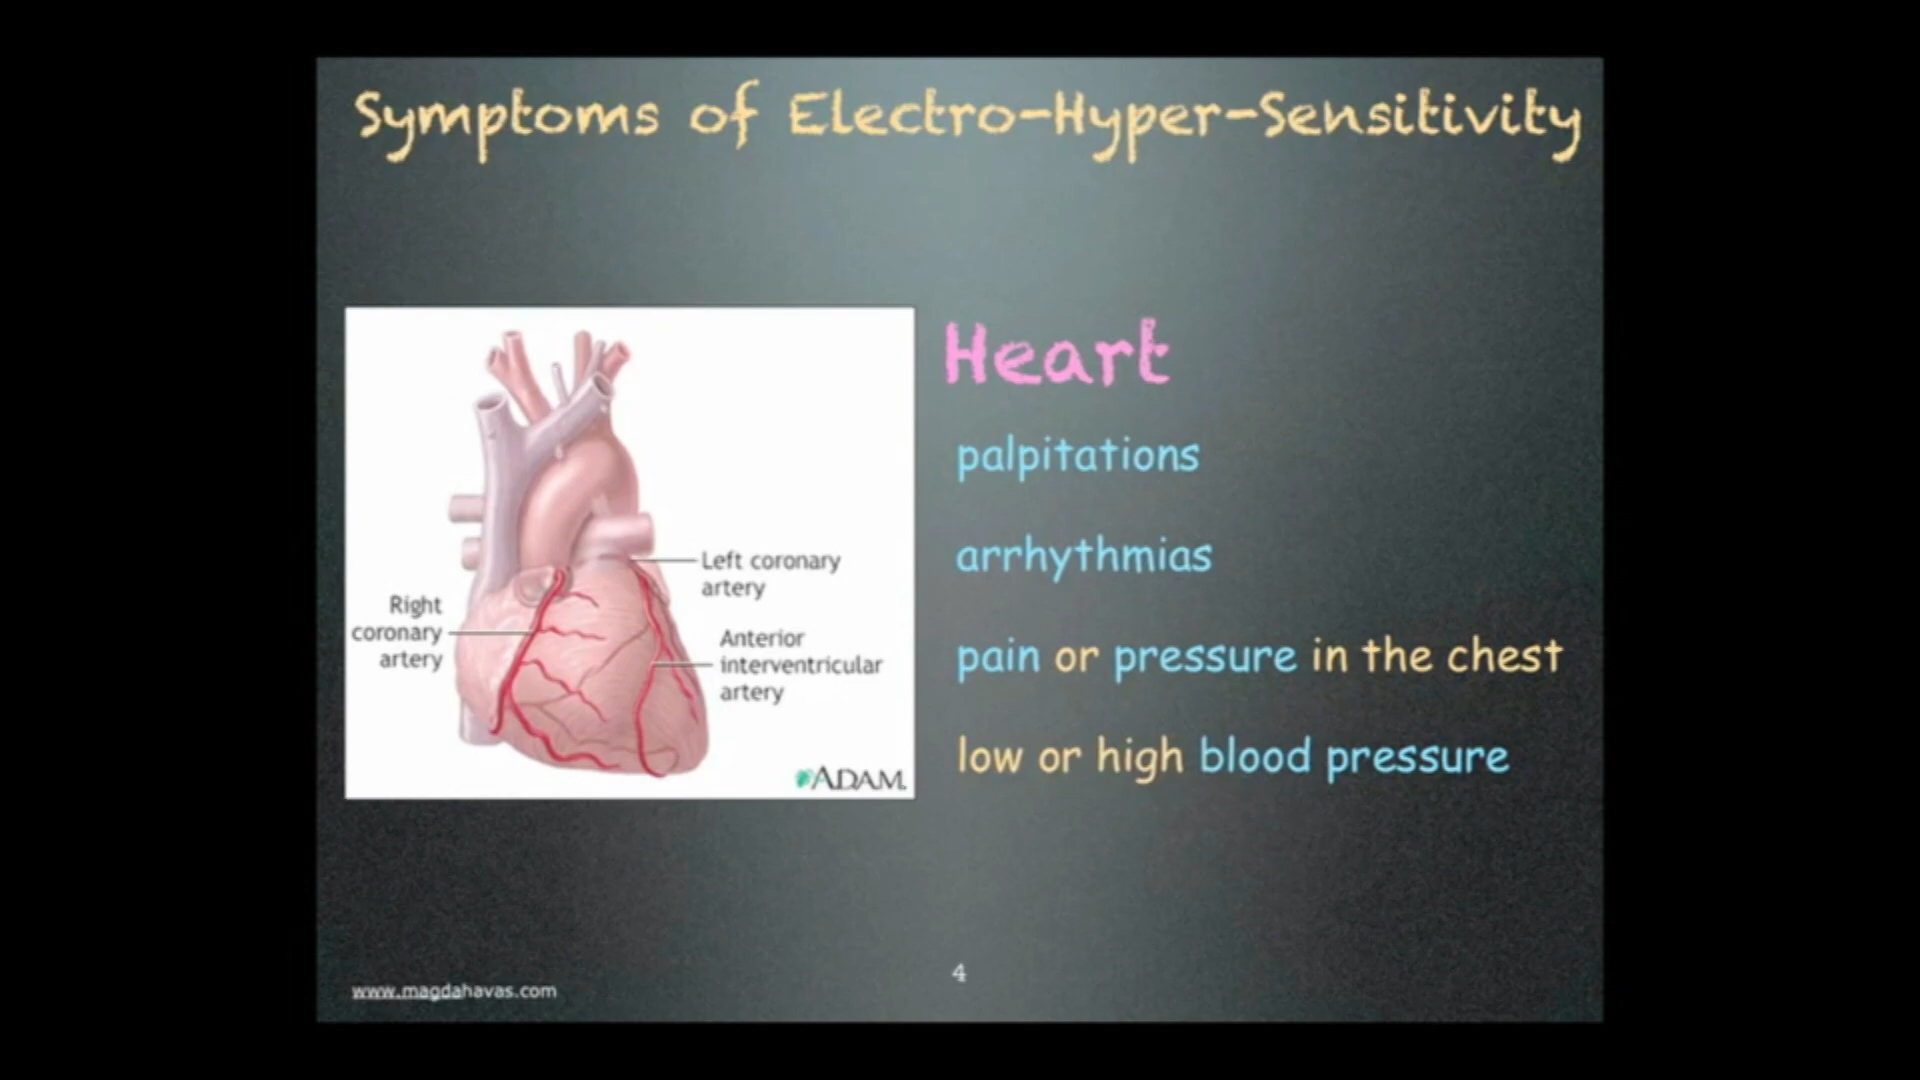 Symptoms of Electro-Hyper-Sensitivity
Heart
palpitations
arrhythmias
pain or pressure in the chest
low or high blood pressure
Left coronary
artery
Right
coronary
artery
Anterior
interventricular
artery
ADAM.
4
www.magdahavas.com